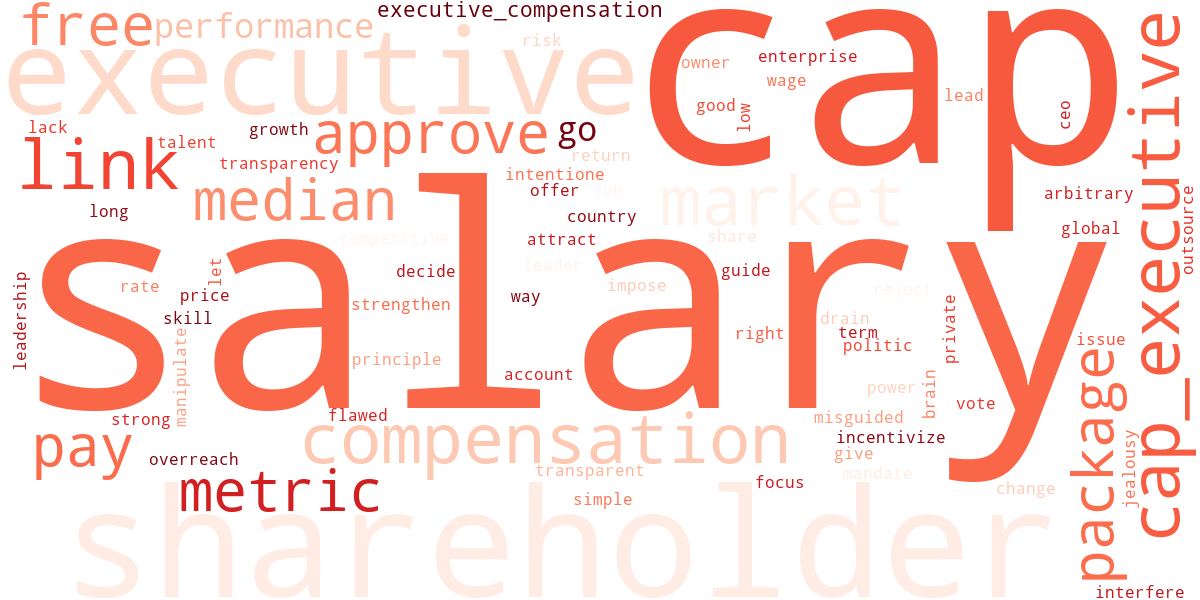 executive_compensation
free
performance
executive
cap
risk
owner
enterprise
wage
good
low
lead
ceo
cap_executive
lack
talent
growth
approve
go
link
transparency
return
intentione
median
offer
job
market
arbitrary
long
country
global
outsource
competitive
attract
share
salary
leader
decide
guide
leadership
let
rate
price
way
impose
reject
strengthen
skill
drain
term
private
right
politic
issue
manipulate
principle
account
power
brain
package
vote
strong
flawed
misguided
compensation
incentivize
give
pay
jealousy
overreach
transparent
mandate
metric
simple
focus
change
shareholder
interfere